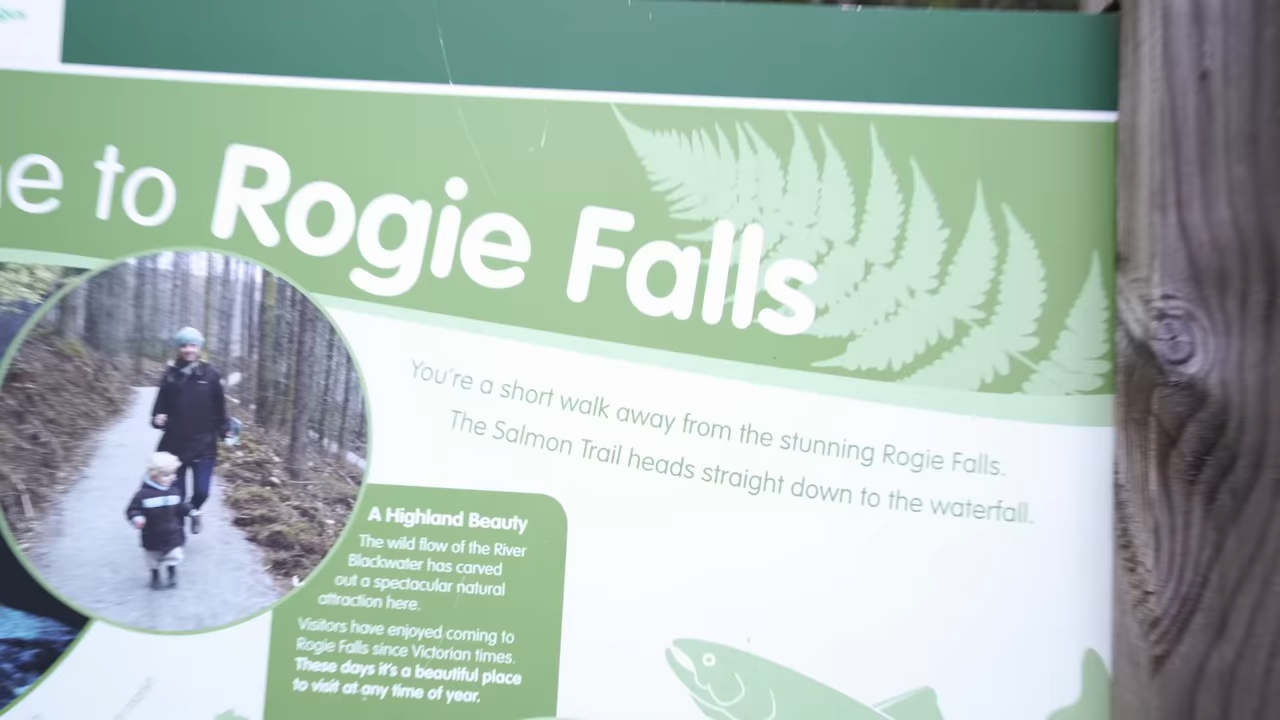 to Rogie Falls
You're a short walk away from the stunning Rogie Falls.
The Salmon Trail heads straight down to the waterfall.
A Highland Beauty
The wild flow of the River
Blackwater has carved
out a spectacular natural
attraction here.
Visitors have enjoyed coming to
Rogie Falls since Victorian times.
These days it's a beautiful place
to visit at any time of year.